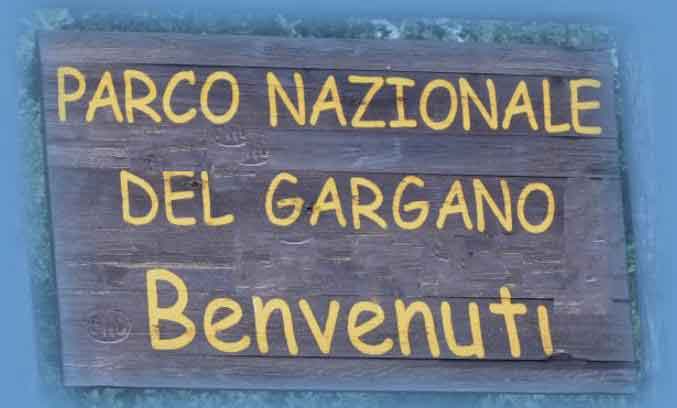 PARCO NAZIONALE
DEL GARGANO
Benvenuti